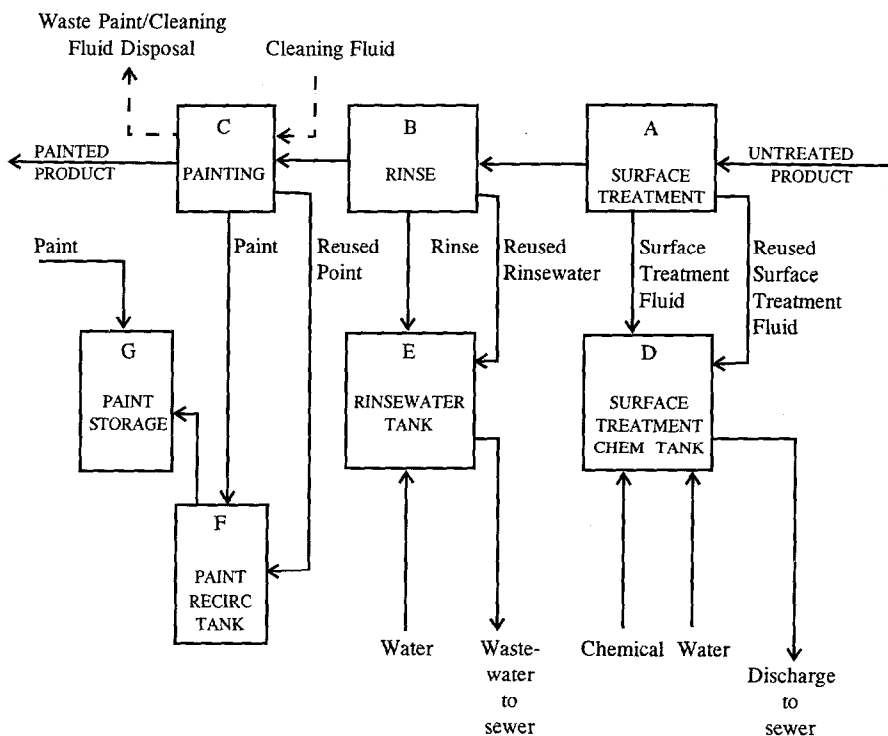 Waste Paint/Cleaning
Fluid Disposal
Cleaning Fluid
C
PAINTING
B
RINSE
A
SURFACE
TREATMENT
PAINTED
PRODUCT
UNTREATED
PRODUCT
Paint
Paint
Reused
Point
Rinse
Reused
Rinsewater
Surface
Treatment
Fluid
Reused
Surface
Treatment
Fluid
G
PAINT
STORAGE
E
RINSEWATER
TANK
D
SURFACE
TREATMENT
CHEM TANK
F
PAINT
RECIRC
TANK
Water
Waste-
water
to
sewer
Chemical
Water
Discharge
to
sewer